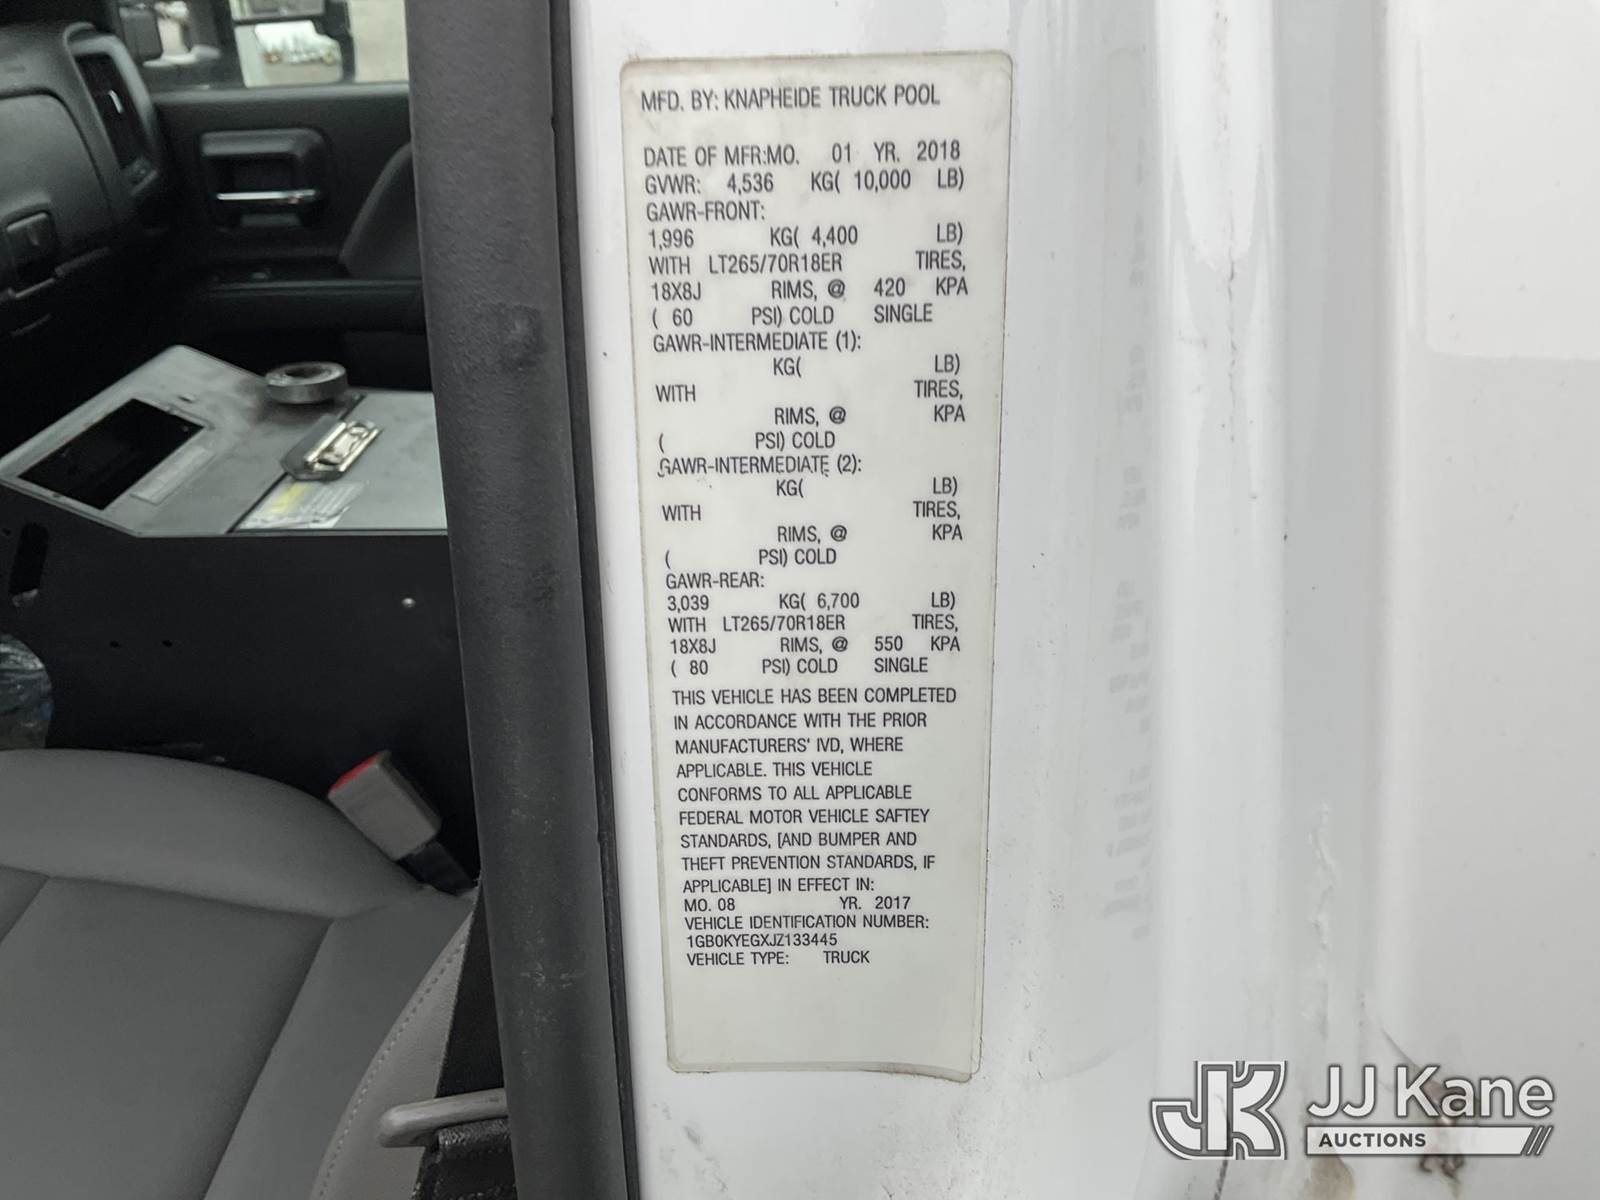 MFD. BY: KNAPHEIDE TRUCK POOL
DATE OF MFR:MO. 01 YR. 2018
GVWR: 4,536 KG( 10,000 LB)
GAWR-FRONT:
1,996 KG( 4,400 LB)
WITH LT265/70R18ER TIRES,
18X8J RIMS, @ 420 KPA
( 60 PSI) COLD SINGLE
GAWR-INTERMEDIATE (1):
KG( LB)
WITH TIRES,
RIMS, @ KPA
( PSI) COLD
GAWR-INTERMEDIATE (2):
KG( LB)
WITH TIRES,
RIMS, @ KPA
( PSI) COLD
GAWR-REAR:
3,039 KG( 6,700 LB)
WITH LT265/70R18ER TIRES,
18X8J RIMS, @ 550 KPA
( 80 PSI) COLD SINGLE
THIS VEHICLE HAS BEEN COMPLETED
IN ACCORDANCE WITH THE PRIOR
MANUFACTURERS' IVD, WHERE
APPLICABLE. THIS VEHICLE
CONFORMS TO ALL APPLICABLE
FEDERAL MOTOR VEHICLE SAFTEY
STANDARDS, [AND BUMPER AND
THEFT PREVENTION STANDARDS, IF
APPLICABLE] IN EFFECT IN:
MO. 08 YR. 2017
VEHICLE IDENTIFICATION NUMBER:
1GB0KYEGXJZ133445
VEHICLE TYPE: TRUCK
JK JJ Kane
AUCTIONS